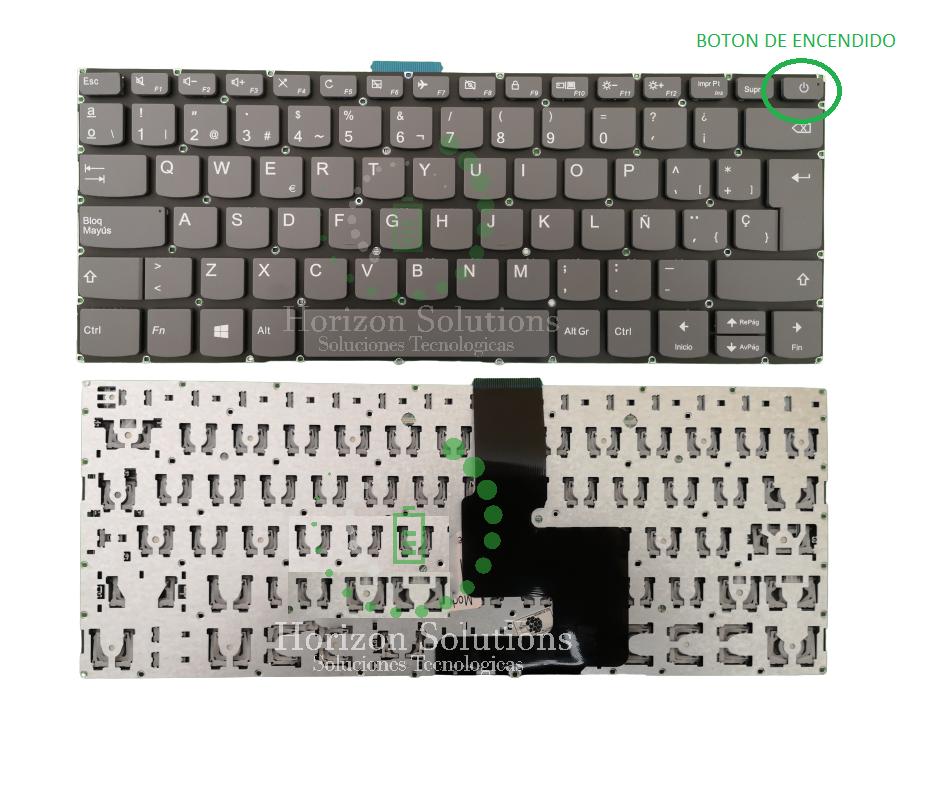 BOTON DE ENCENDIDO
Esc F1 F2 F3 F4 F5 F6 F7 F8 F9 F10 F11 F12 Impr Pt Ins Supr
a º \ ! 1 | " 2 @ · 3 # $ 4 ~ % 5 & 6 ¬ / 7 ( 8 ) 9 = 0 ? ' ¿ ¡
Q W E € R T Y U I O P ^ ` [ * + ]
Bloq Mayús A S D F G H J K L Ñ ¨ ´ { Ç }
> < Z X C V B N M ; , : . _ -
Ctrl Fn Alt Alt Gr Ctrl Inicio RePág AvPág Fin
Horizon Solutions
Soluciones Tecnologicas
Horizon Solutions
Soluciones Tecnologicas